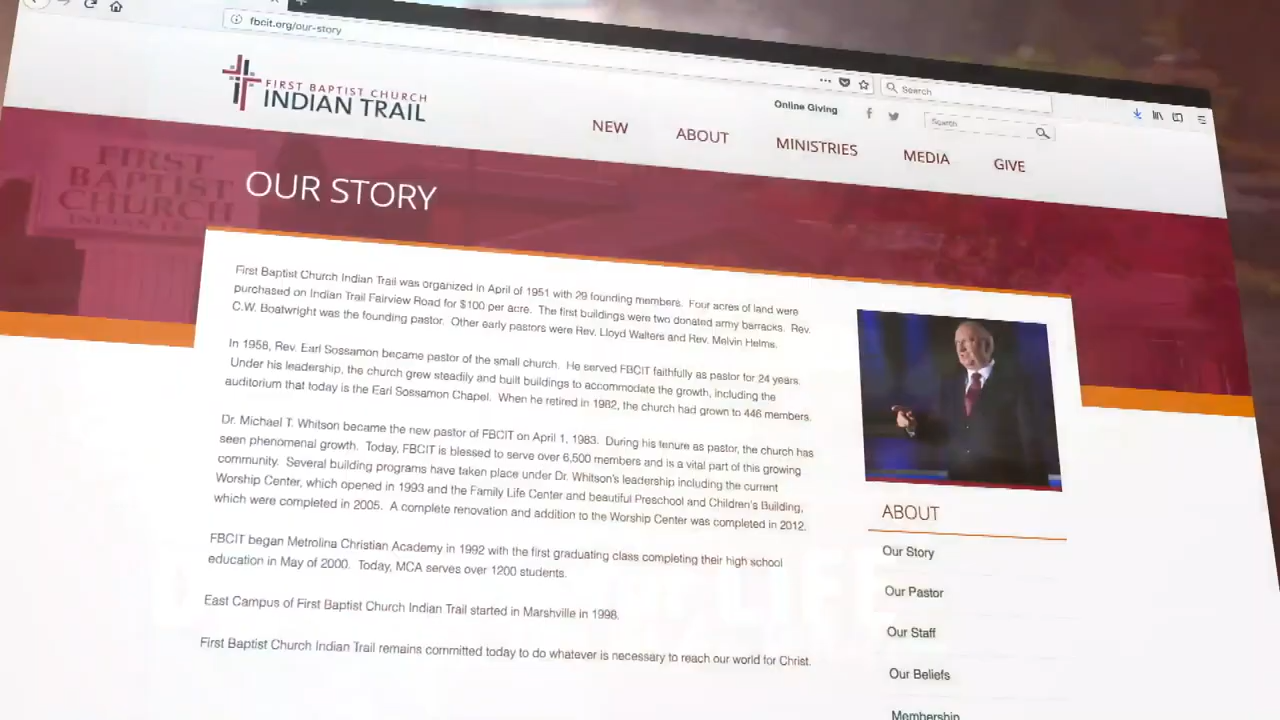 fbcit.org/our-story
Search
FIRST BAPTIST CHURCH
INDIAN TRAIL
Online Giving
Search
NEW
ABOUT
MINISTRIES
MEDIA
GIVE
FIRST
BAPTIST
CHURCH
OUR STORY
First Baptist Church Indian Trail was organized in April of 1951 with 29 founding members. Four acres of land were
purchased on Indian Trail Fairview Road for $100 per acre. The first buildings were two donated army barracks. Rev.
C.W. Boatwright was the founding pastor. Other early pastors were Rev. Lloyd Walters and Rev. Melvin Helms.
In 1958, Rev. Earl Sossamon became pastor of the small church. He served FBCIT faithfully as pastor for 24 years.
Under his leadership, the church grew steadily and built buildings to accommodate the growth, including the
auditorium that today is the Earl Sossamon Chapel. When he retired in 1982, the church had grown to 446 members.
Dr. Michael T. Whitson became the new pastor of FBCIT on April 1, 1983. During his tenure as pastor, the church has
seen phenomenal growth. Today, FBCIT is blessed to serve over 6,500 members and is a vital part of this growing
community. Several building programs have taken place under Dr. Whitson's leadership including the current
Worship Center, which opened in 1993 and the Family Life Center and beautiful Preschool and Children's Building,
which were completed in 2005. A complete renovation and addition to the Worship Center was completed in 2012.
FBCIT began Metrolina Christian Academy in 1992 with the first graduating class completing their high school
education in May of 2000. Today, MCA serves over 1200 students.
East Campus of First Baptist Church Indian Trail started in Marshville in 1998.
First Baptist Church Indian Trail remains committed today to do whatever is necessary to reach our world for Christ.
ABOUT
Our Story
Our Pastor
Our Staff
Our Beliefs
Membership
LIFE